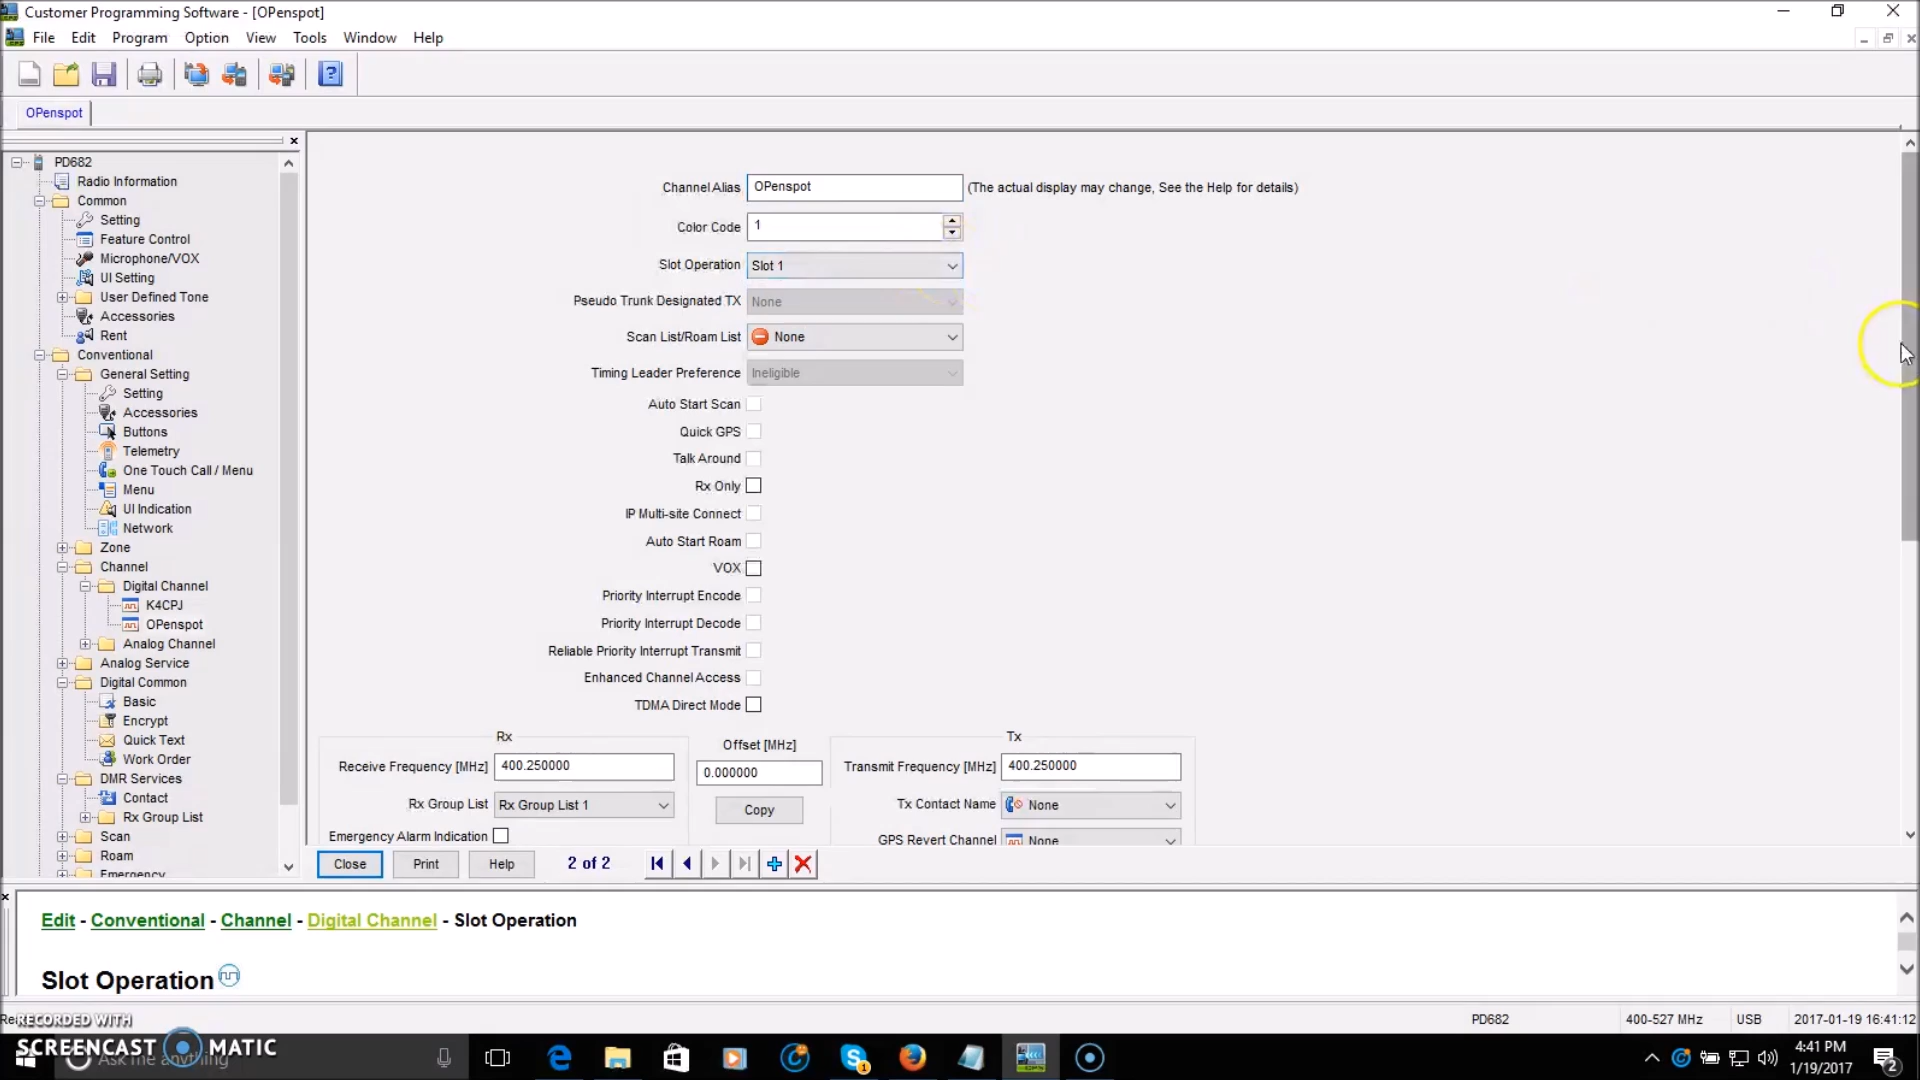 Customer Programming Software - [OPenspot]
File Edit Program Option View Tools Window Help
OPenspot
PD682
Radio Information
Common
Setting
Feature Control
Microphone/VOX
UI Setting
User Defined Tone
Accessories
Rent
Conventional
General Setting
Setting
Accessories
Buttons
Telemetry
One Touch Call / Menu
Menu
UI Indication
Network
Zone
Channel
Digital Channel
K4CPJ
OPenspot
Analog Channel
Analog Service
Digital Common
Basic
Encrypt
Quick Text
Work Order
DMR Services
Contact
Rx Group List
Scan
Roam
Emergency
Channel Alias OPenspot (The actual display may change, See the Help for details)
Color Code 1
Slot Operation Slot 1
Pseudo Trunk Designated TX None
Scan List/Roam List None
Timing Leader Preference Ineligible
Auto Start Scan
Quick GPS
Talk Around
Rx Only
IP Multi-site Connect
Auto Start Roam
VOX
Priority Interrupt Encode
Priority Interrupt Decode
Reliable Priority Interrupt Transmit
Enhanced Channel Access
TDMA Direct Mode
Rx Offset [MHz] Tx
Receive Frequency [MHz] 400.250000 0.000000 Transmit Frequency [MHz] 400.250000
Rx Group List Rx Group List 1 Copy Tx Contact Name None
Emergency Alarm Indication GPS Revert Channel None
Close Print Help 2 of 2
Edit - Conventional - Channel - Digital Channel - Slot Operation
Slot Operation
PD682 400-527 MHz USB 2017-01-19 16:41:12
RECORDED WITH
SCREENCAST MATIC
Ask me anything
1
4:41 PM
1/19/2017
2